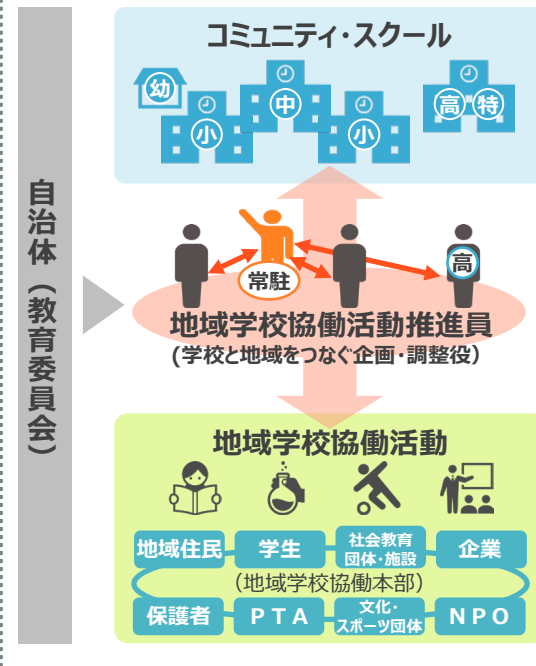 自治体（教育委員会）
コミュニティ・スクール
幼
小
中
小
高
特
常駐
高
地域学校協働活動推進員
(学校と地域をつなぐ企画・調整役）
地域学校協働活動
地域住民
学生
社会教育
団体・施設
企業
（地域学校協働本部）
保護者
ＰＴＡ
文化・
スポーツ団体
ＮＰＯ